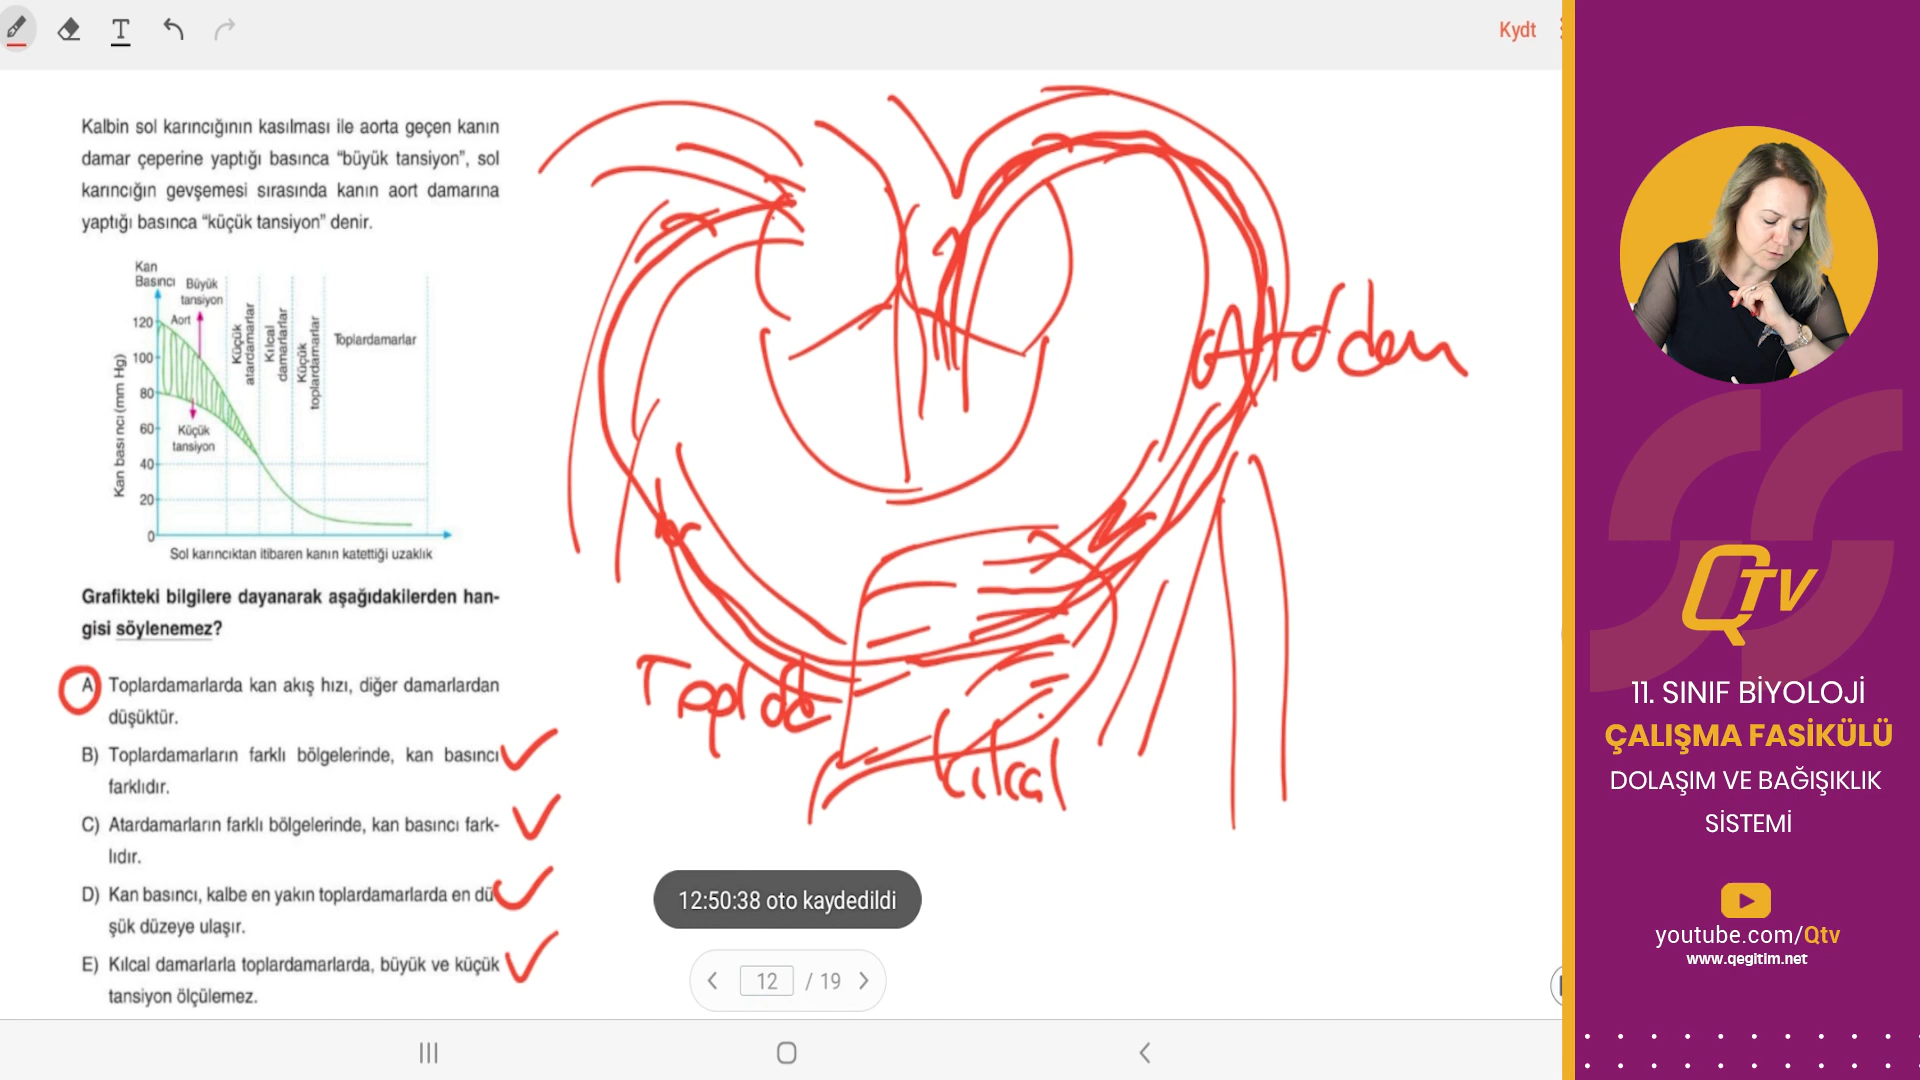 T
Kydt
Kalbin sol karıncığının kasılması ile aorta geçen kanın
damar çeperine yaptığı basınca “büyük tansiyon”, sol
karıncığın gevşemesi sırasında kanın aort damarına
yaptığı basınca “küçük tansiyon” denir.
Kan
Basıncı
Büyük
tansiyon
Aort
Küçük
atardamarlar
Kılcal
damarlarlar
Küçük
toplardamarlar
Toplardamarlar
120
100
80
60
40
20
0
Kan basıncı (mm Hg)
Küçük
tansiyon
Sol karıncıktan itibaren kanın katettiği uzaklık
Grafikteki bilgilere dayanarak aşağıdakilerden han-
gisi söylenemez?
A) Toplardamarlarda kan akış hızı, diğer damarlardan
düşüktür.
B) Toplardamarların farklı bölgelerinde, kan basıncı
farklıdır.
C) Atardamarların farklı bölgelerinde, kan basıncı fark-
lıdır.
D) Kan basıncı, kalbe en yakın toplardamarlarda en dü
şük düzeye ulaşır.
E) Kılcal damarlarla toplardamarlarda, büyük ve küçük
tansiyon ölçülemez.
Kılcal
12:50:38 oto kaydedildi
12 / 19
QTV
11. SINIF BİYOLOJİ
ÇALIŞMA FASİKÜLÜ
DOLAŞIM VE BAĞIŞIKLIK
SİSTEMİ
youtube.com/Qtv
www.qegitim.net